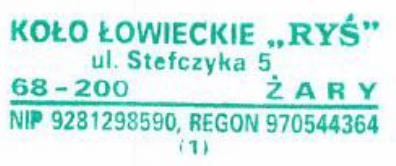 KOŁO ŁOWIECKIE „RYŚ”
ul. Stefczyka 5
68-200 ŻARY
NIP 9281298590, REGON 970544364
(1)